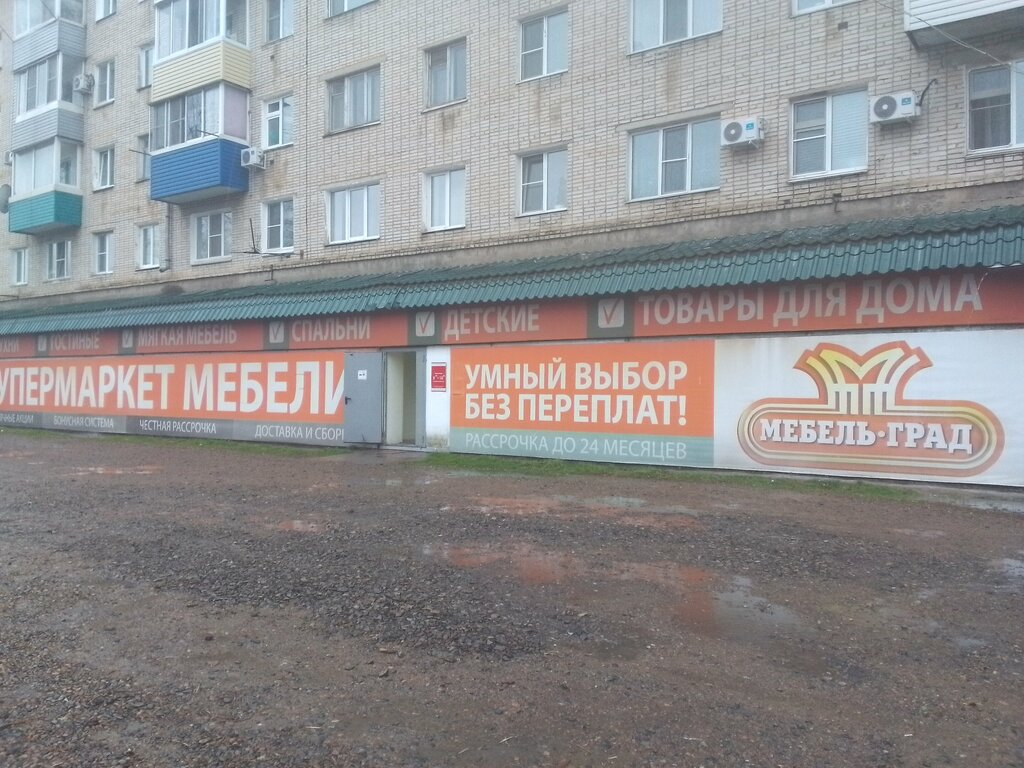 ГОСТИНЫЕ МЯГКАЯ МЕБЕЛЬ СПАЛЬНИ ДЕТСКИЕ ТОВАРЫ ДЛЯ ДОМА
УПЕРМАРКЕТ МЕБЕЛИ
БОНУСНАЯ СИСТЕМА ЧЕСТНАЯ РАССРОЧКА ДОСТАВКА И СБОР
УМНЫЙ ВЫБОР
БЕЗ ПЕРЕПЛАТ!
РАССРОЧКА ДО 24 МЕСЯЦЕВ
МЕБЕЛЬ-ГРАД